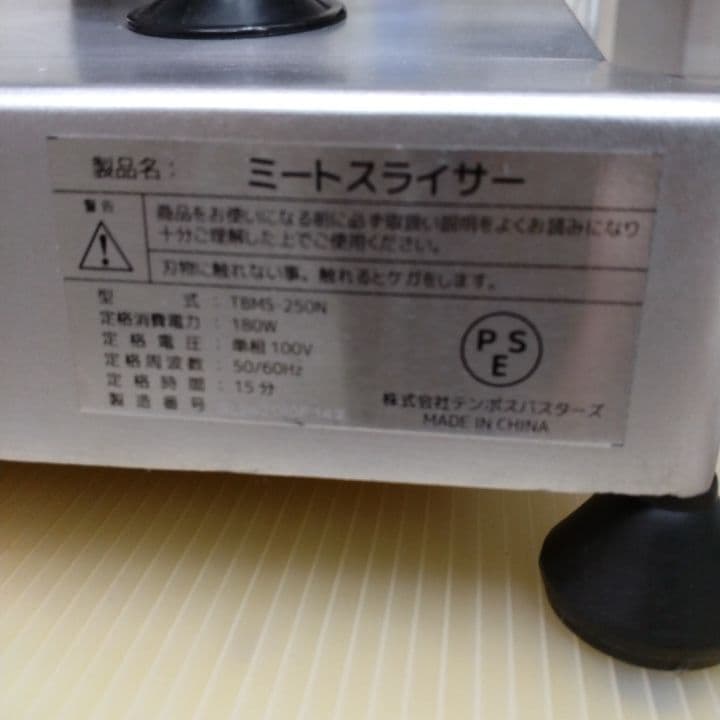 製品名： ミートスライサー
警告
商品をお使いになる前に必ず取扱い説明をよくお読みになり
十分ご理解した上でご使用ください。
刃物に触れない事。触れるとケガをします。
型 式：TBMS-250N
定格消費電力：180W
定格電圧：単相100V
定格周波数：50/60Hz
定格時間：15分
製造番号
PSE
株式会社テンポスバスターズ
MADE IN CHINA